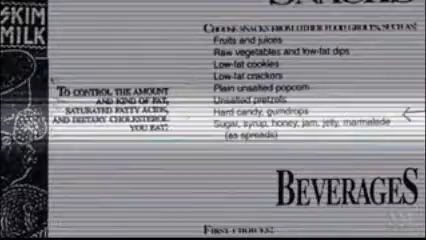 SKIM
MILK
SNACKS
CHOOSE SNACKS FROM OTHER FOOD GROUPS, SUCH AS:
Fruits and juices
Raw vegetables and low-fat dips
Low-fat cookies
Low-fat crackers
Plain unsalted popcorn
Unsalted pretzels
Hard candy, gumdrops
Sugar, syrup, honey, jam, jelly, marmalade
(as spreads)
TO CONTROL THE AMOUNT
AND KIND OF FAT,
SATURATED FATTY ACIDS,
AND DIETARY CHOLESTEROL
YOU EAT:
BEVERAGES
FIRST CHOICES: